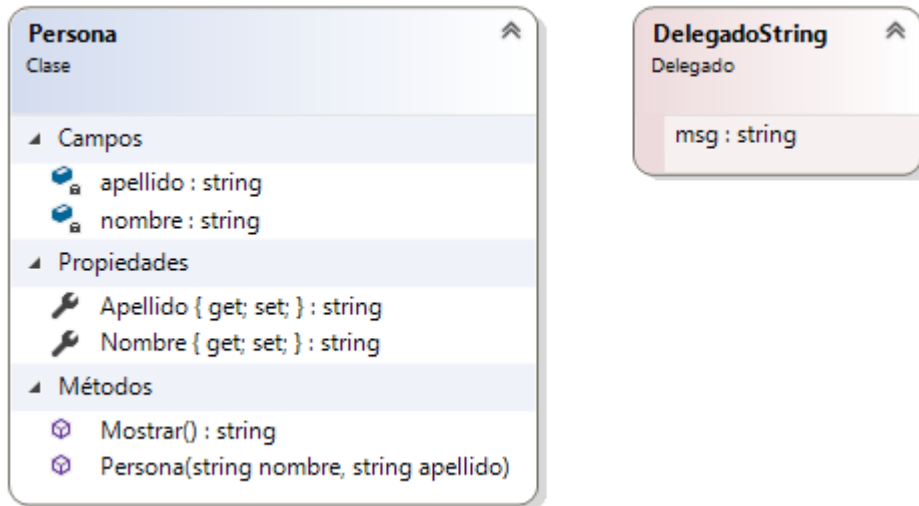 Persona
Clase
Campos
apellido : string
nombre : string
Propiedades
Apellido { get; set; } : string
Nombre { get; set; } : string
Métodos
Mostrar() : string
Persona(string nombre, string apellido)
DelegadoString
Delegado
msg : string